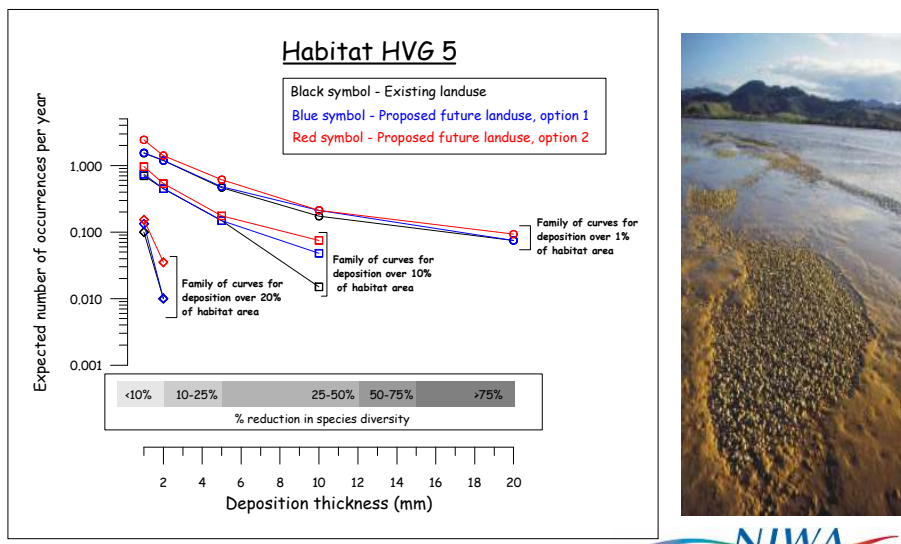 Habitat HVG 5
Black symbol - Existing landuse
Blue symbol - Proposed future landuse, option 1
Red symbol - Proposed future landuse, option 2
Expected number of occurrences per year
1.000
0.100
0.010
0.001
Family of curves for
deposition over 20%
of habitat area
Family of curves for
deposition over 10%
of habitat area
Family of curves for
deposition over 1%
of habitat area
<10% 10-25% 25-50% 50-75% >75%
% reduction in species diversity
2 4 6 8 10 12 14 16 18 20
Deposition thickness (mm)
NIWA